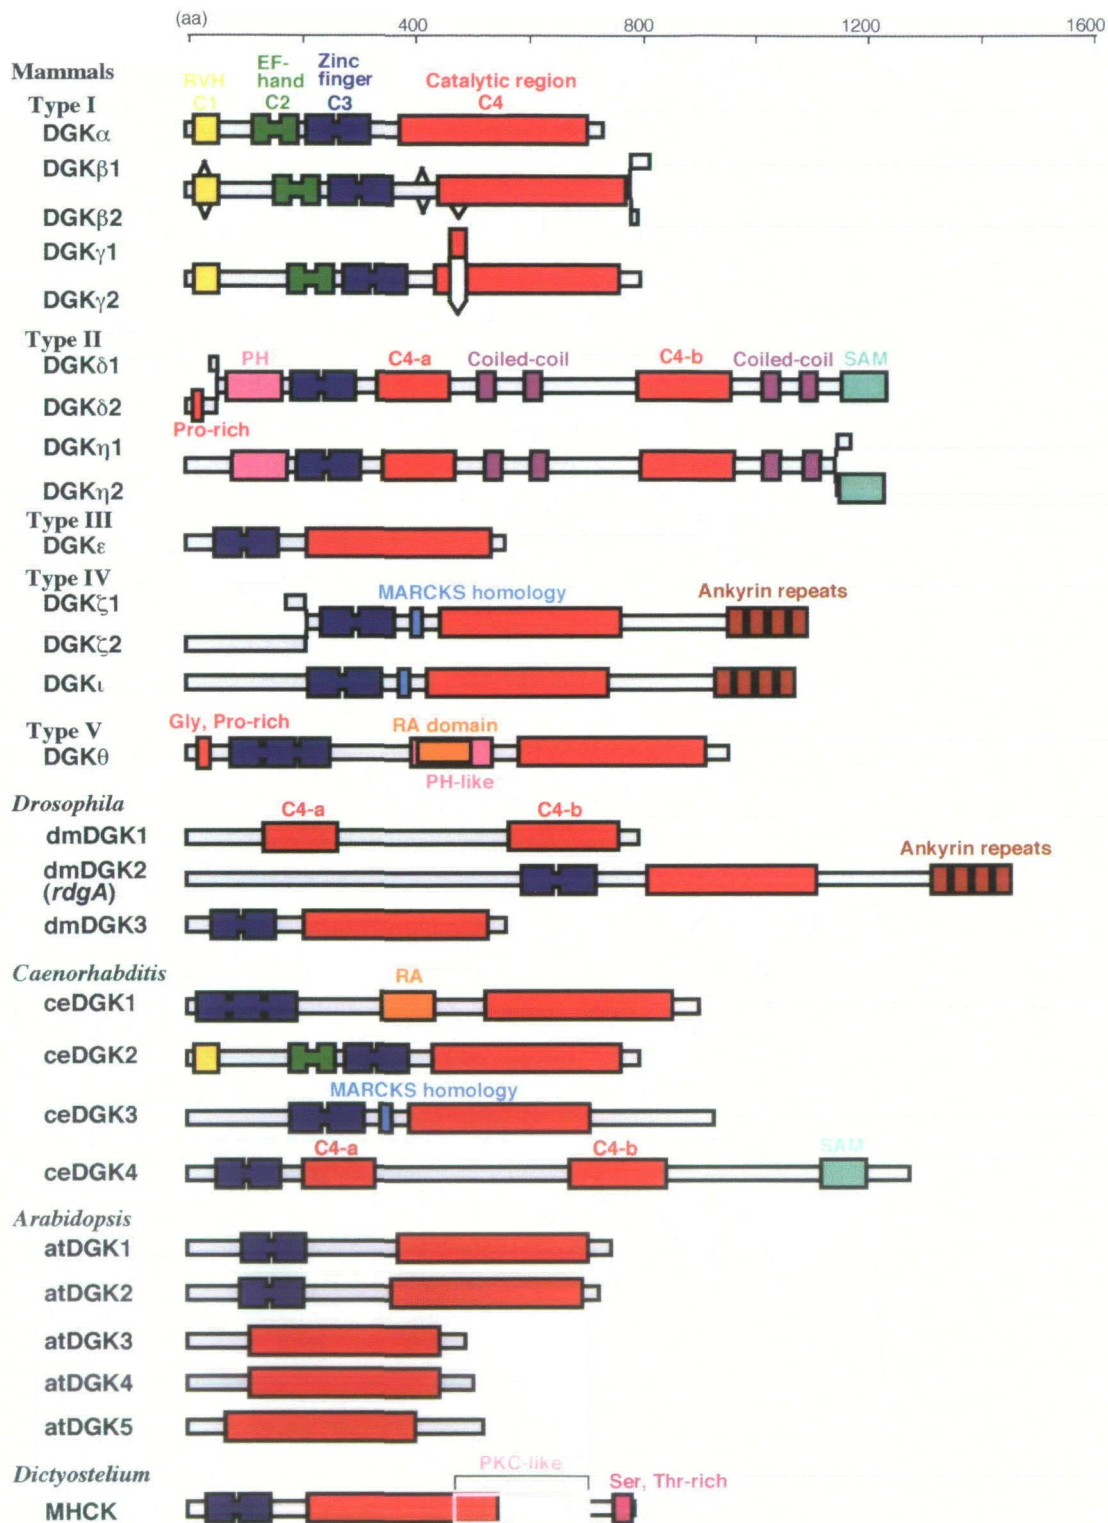 (aa) 400 800 1200 1600
Mammals
RVH EF-hand Zinc finger Catalytic region
Type I C1 C2 C3 C4
DGKα
DGKβ1
DGKβ2
DGKγ1
DGKγ2
Type II
DGKδ1 PH C4-a Coiled-coil C4-b Coiled-coil SAM
DGKδ2
Pro-rich
DGKη1
DGKη2
Type III
DGKε
Type IV
MARCKS homology Ankyrin repeats
DGKζ1
DGKζ2
DGKι
Gly, Pro-rich RA domain
Type V
DGKθ
PH-like
Drosophila
C4-a C4-b
dmDGK1
Ankyrin repeats
dmDGK2
(rdgA)
dmDGK3
Caenorhabditis
RA
ceDGK1
ceDGK2
MARCKS homology
ceDGK3
C4-a C4-b SAM
ceDGK4
Arabidopsis
atDGK1
atDGK2
atDGK3
atDGK4
atDGK5
Dictyostelium
PKC-like Ser, Thr-rich
MHCK